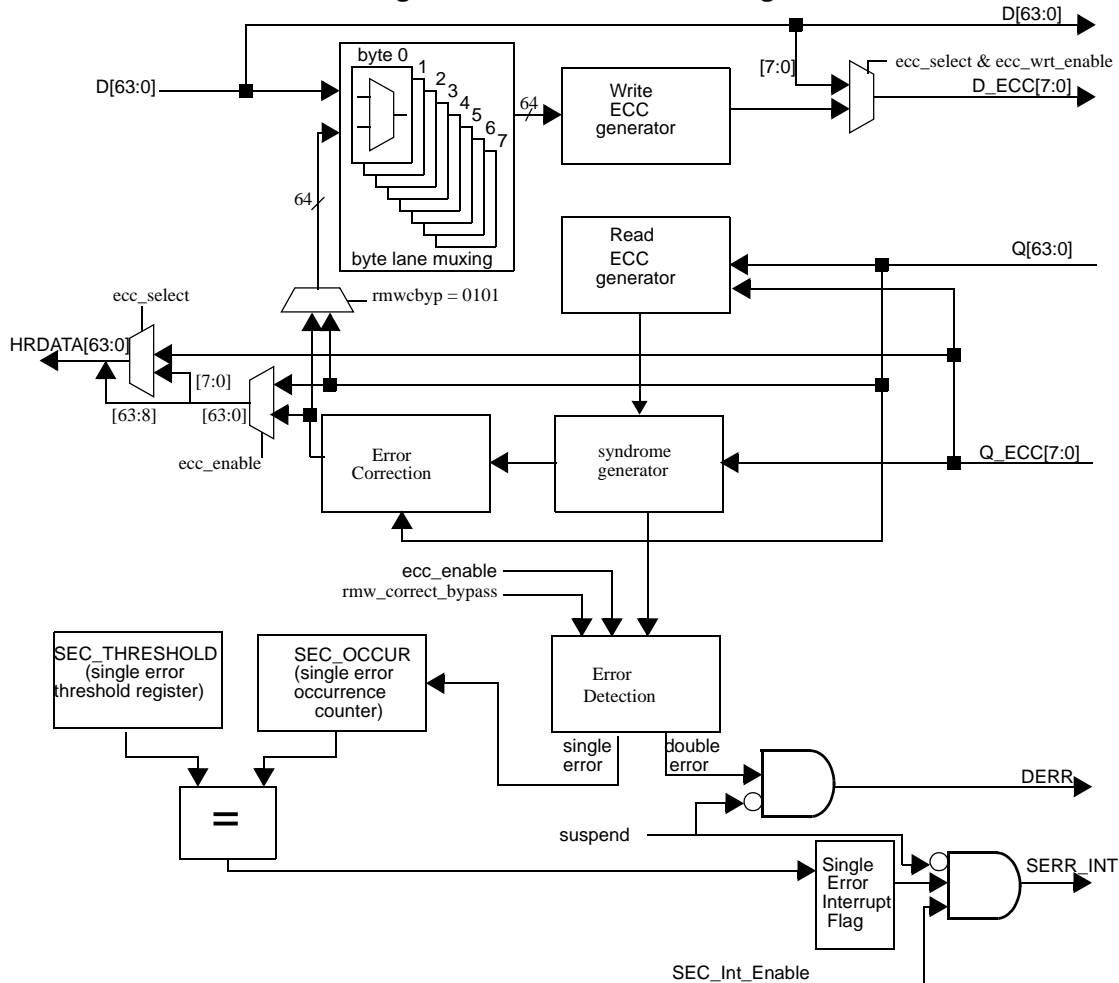 D[63:0]
byte 0
1
2
3
4
5
6
7
byte lane muxing
D[63:0]
64
64
Write
ECC
generator
[7:0]
ecc_select & ecc_wrt_enable
D_ECC[7:0]
Read
ECC
generator
Q[63:0]
rmwcbyp = 0101
ecc_select
HRDATA[63:0]
[7:0]
[63:8]
[63:0]
ecc_enable
Error
Correction
syndrome
generator
Q_ECC[7:0]
ecc_enable
rmw_correct_bypass
SEC_THRESHOLD
(single error
threshold register)
SEC_OCCUR
(single error
occurrence
counter)
Error
Detection
single
error
double
error
=
DERR
suspend
Single
Error
Interrupt
Flag
SERR_INT
SEC_Int_Enable